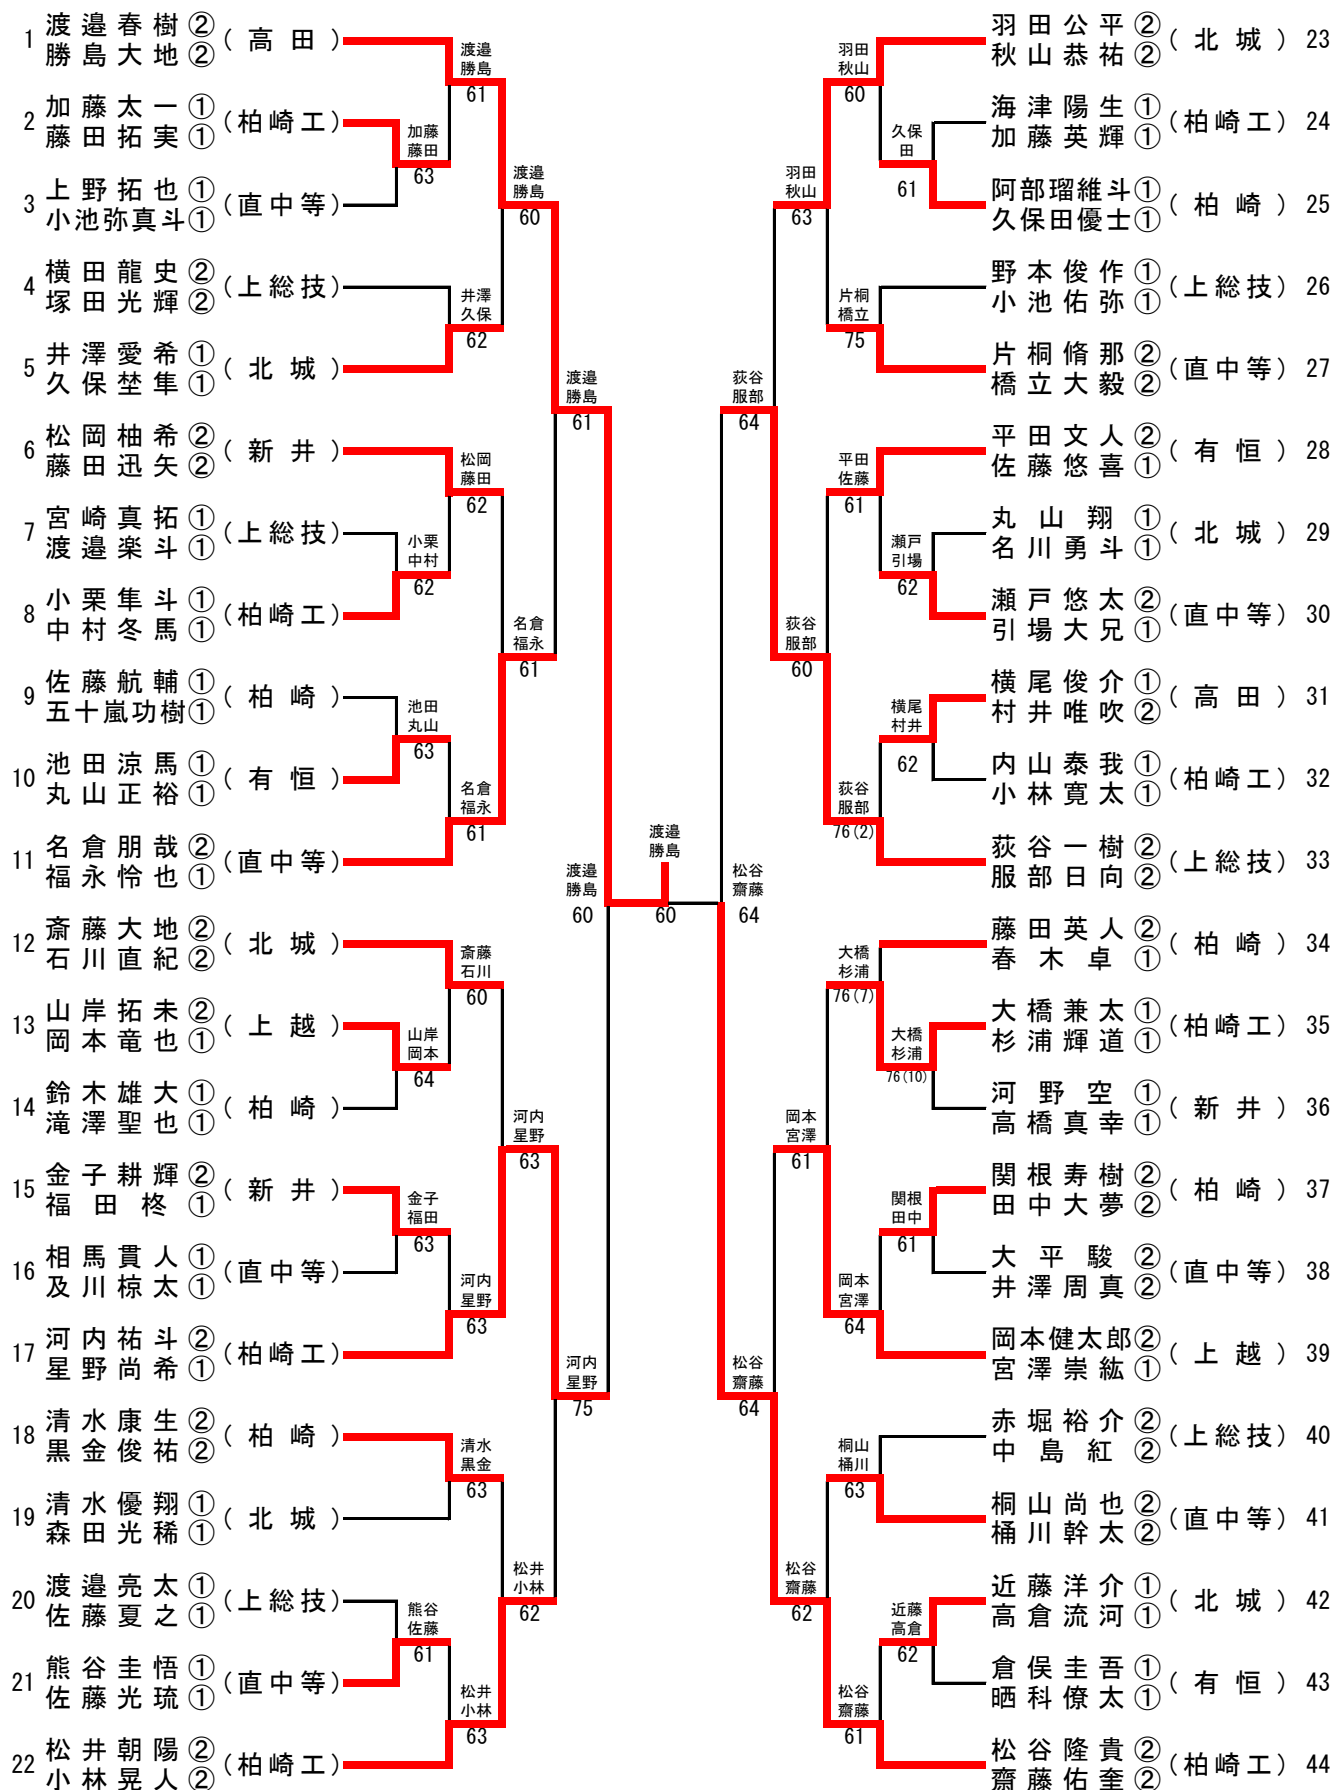 1 渡邉春樹② (高田)
勝島大地②
2 加藤太一① (柏崎工)
藤田拓実①
3 上野拓也① (直中等)
小池弥真斗①
4 横田龍史② (上総技)
塚田光輝②
5 井澤愛希① (北城)
久保埜隼①
6 松岡柚希② (新井)
藤田迅矢②
7 宮崎真拓① (上総技)
渡邉楽斗①
8 小栗隼斗① (柏崎工)
中村冬馬①
9 佐藤航輔① (柏崎)
五十嵐功樹①
10 池田涼馬① (有恒)
丸山正裕①
11 名倉朋哉② (直中等)
福永怜也①
12 斎藤大地② (北城)
石川直紀②
13 山岸拓未② (上越)
岡本竜也①
14 鈴木雄大① (柏崎)
滝澤聖也①
15 金子耕輝② (新井)
福田柊①
16 相馬貫人① (直中等)
及川椋太①
17 河内祐斗② (柏崎工)
星野尚希①
18 清水康生② (柏崎)
黒金俊祐②
19 清水優翔① (北城)
森田光稀①
20 渡邉亮太① (上総技)
佐藤夏之①
21 熊谷圭悟① (直中等)
佐藤光琉①
22 松井朝陽② (柏崎工)
小林晃人②
加藤
藤田
63
小栗
中村
62
池田
丸山
63
山岸
岡本
64
金子
福田
63
熊谷
佐藤
61
渡邉
勝島
61
井澤
久保
62
松岡
藤田
62
名倉
福永
61
斎藤
石川
60
河内
星野
63
清水
黒金
63
松井
小林
63
渡邉
勝島
60
名倉
福永
61
河内
星野
63
松井
小林
62
渡邉
勝島
61
河内
星野
75
渡邉
勝島
60
渡邉
勝島
60
松谷
齋藤
64
荻谷
服部
64
松谷
齋藤
64
羽田
秋山
63
荻谷
服部
60
岡本
宮澤
61
松谷
齋藤
62
羽田
秋山
60
片桐
橋立
75
平田
佐藤
61
荻谷
服部
76(2)
大橋
杉浦
76(7)
岡本
宮澤
64
桐山
桶川
63
松谷
齋藤
61
久保
田
61
瀬戸
引場
62
横尾
村井
62
大橋
杉浦
76(10)
関根
田中
61
近藤
高倉
62
羽田公平② (北城) 23
秋山恭祐②
海津陽生① (柏崎工) 24
加藤英輝①
阿部瑠維斗① (柏崎) 25
久保田優士①
野本俊作① (上総技) 26
小池佑弥①
片桐脩那② (直中等) 27
橋立大毅②
平田文人② (有恒) 28
佐藤悠喜①
丸山翔① (北城) 29
名川勇斗①
瀬戸悠太② (直中等) 30
引場大兄①
横尾俊介① (高田) 31
村井唯吹②
内山泰我① (柏崎工) 32
小林寛太①
荻谷一樹② (上総技) 33
服部日向②
藤田英人② (柏崎) 34
春木卓①
大橋兼太① (柏崎工) 35
杉浦輝道①
河野空① (新井) 36
高橋真幸①
関根寿樹② (柏崎) 37
田中大夢②
大平駿② (直中等) 38
井澤周真②
岡本健太郎② (上越) 39
宮澤崇紘①
赤堀裕介② (上総技) 40
中島紅②
桐山尚也② (直中等) 41
桶川幹太②
近藤洋介① (北城) 42
高倉流河①
倉俣圭吾① (有恒) 43
晒科僚太①
松谷隆貴② (柏崎工) 44
齋藤佑奎②